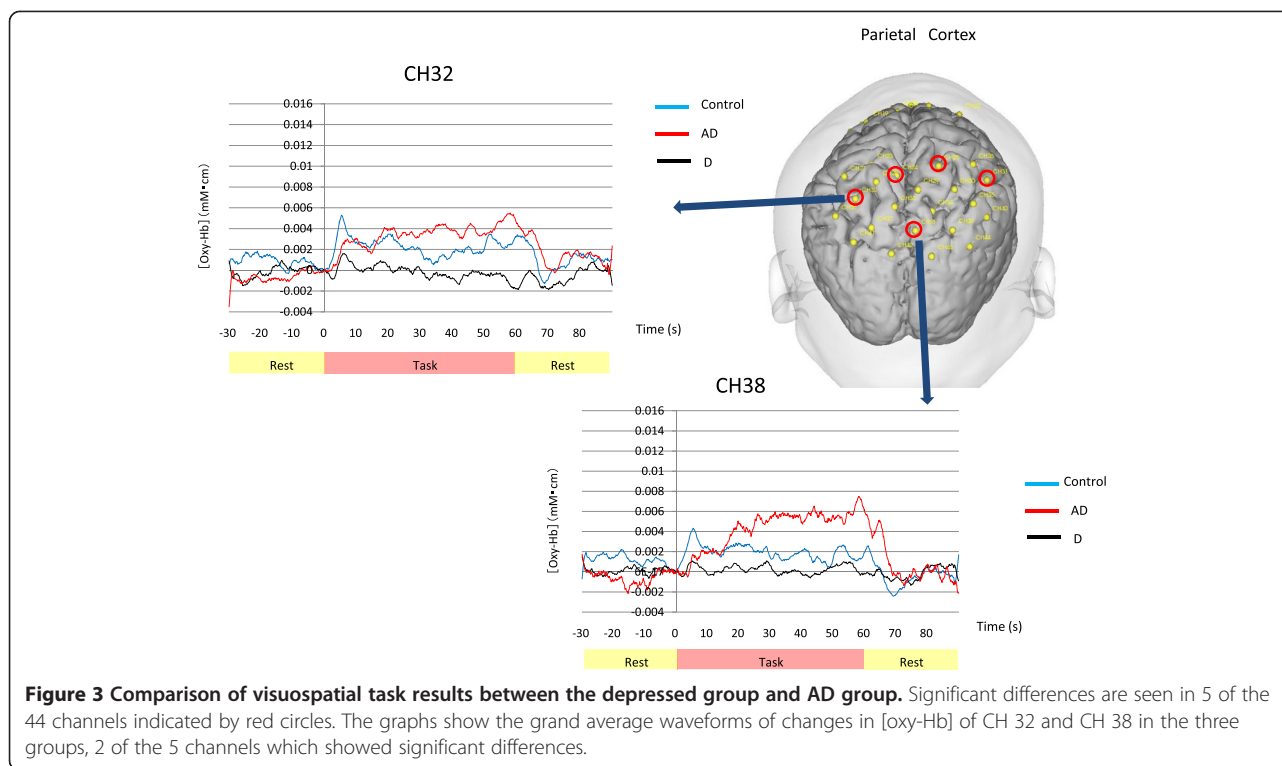 Parietal Cortex
CH32
0.016
0.014
0.012
0.01
0.008
0.006
0.004
0.002
0
-0.002
-0.004
[Oxy-Hb] (mM・cm)
-30 -20 -10 0 10 20 30 40 50 60 70 80
Time (s)
Rest Task Rest
Control
AD
D
CH38
0.016
0.014
0.012
0.01
0.008
0.006
0.004
0.002
0
-0.002
-0.004
[Oxy-Hb] (mM・cm)
-30 -20 -10 0 10 20 30 40 50 60 70 80
Time (s)
Rest Task Rest
Control
AD
D
Figure 3 Comparison of visuospatial task results between the depressed group and AD group. Significant differences are seen in 5 of the
44 channels indicated by red circles. The graphs show the grand average waveforms of changes in [oxy-Hb] of CH 32 and CH 38 in the three
groups, 2 of the 5 channels which showed significant differences.